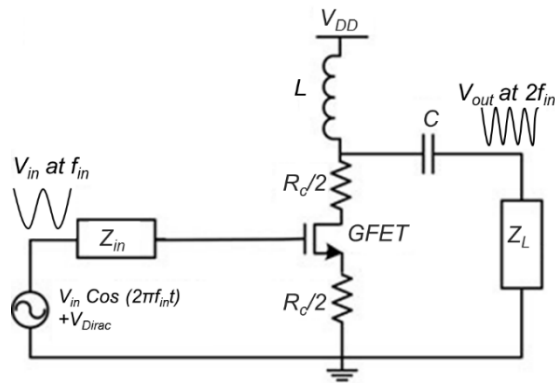 V_DD
L
V_out at 2f_in
C
V_in at f_in
R_c/2
Z_in
GFET
Z_L
V_in Cos (2πf_in t)
+V_Dirac
R_c/2